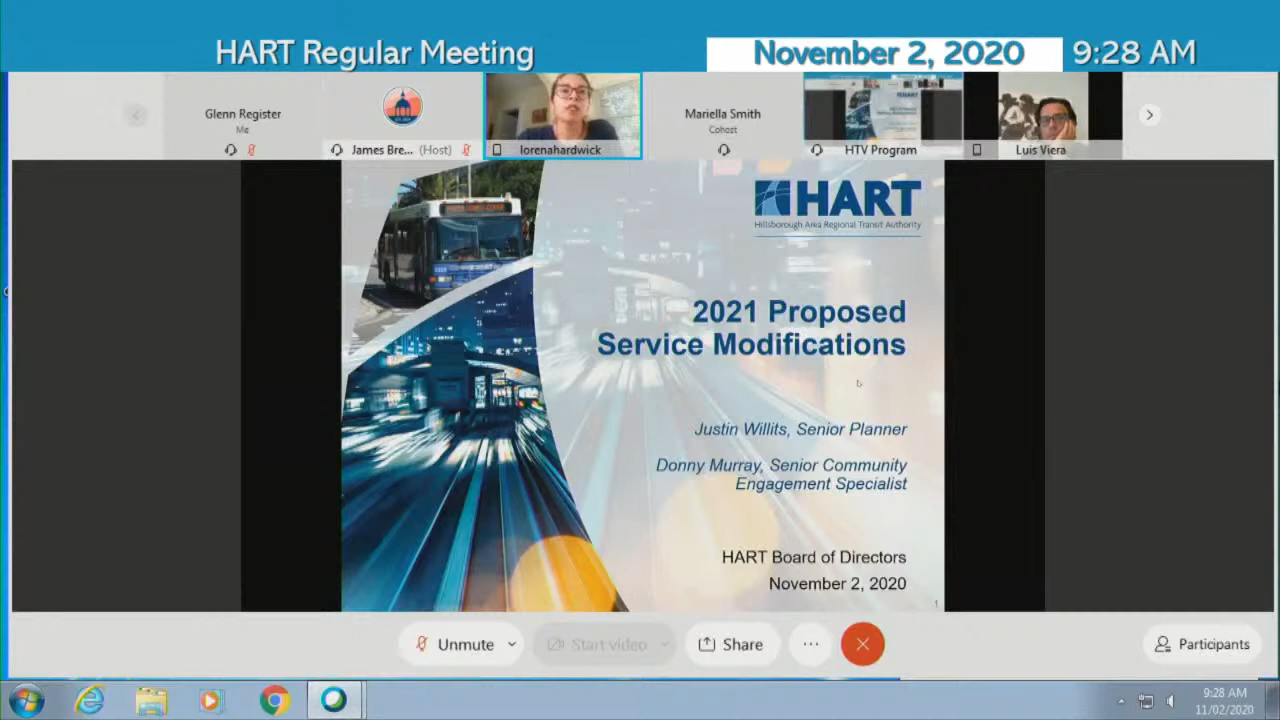 HART Regular Meeting
November 2, 2020
9:28 AM
Glenn Register
Me
James Bre... (Host)
lorenahardwick
Mariella Smith
Cohost
HTV Program
Luis Viera
HART
Hillsborough Area Regional Transit Authority
2021 Proposed
Service Modifications
Justin Willits, Senior Planner
Donny Murray, Senior Community
Engagement Specialist
HART Board of Directors
November 2, 2020
1
Unmute
Start video
Share
Participants
9:28 AM
11/02/2020